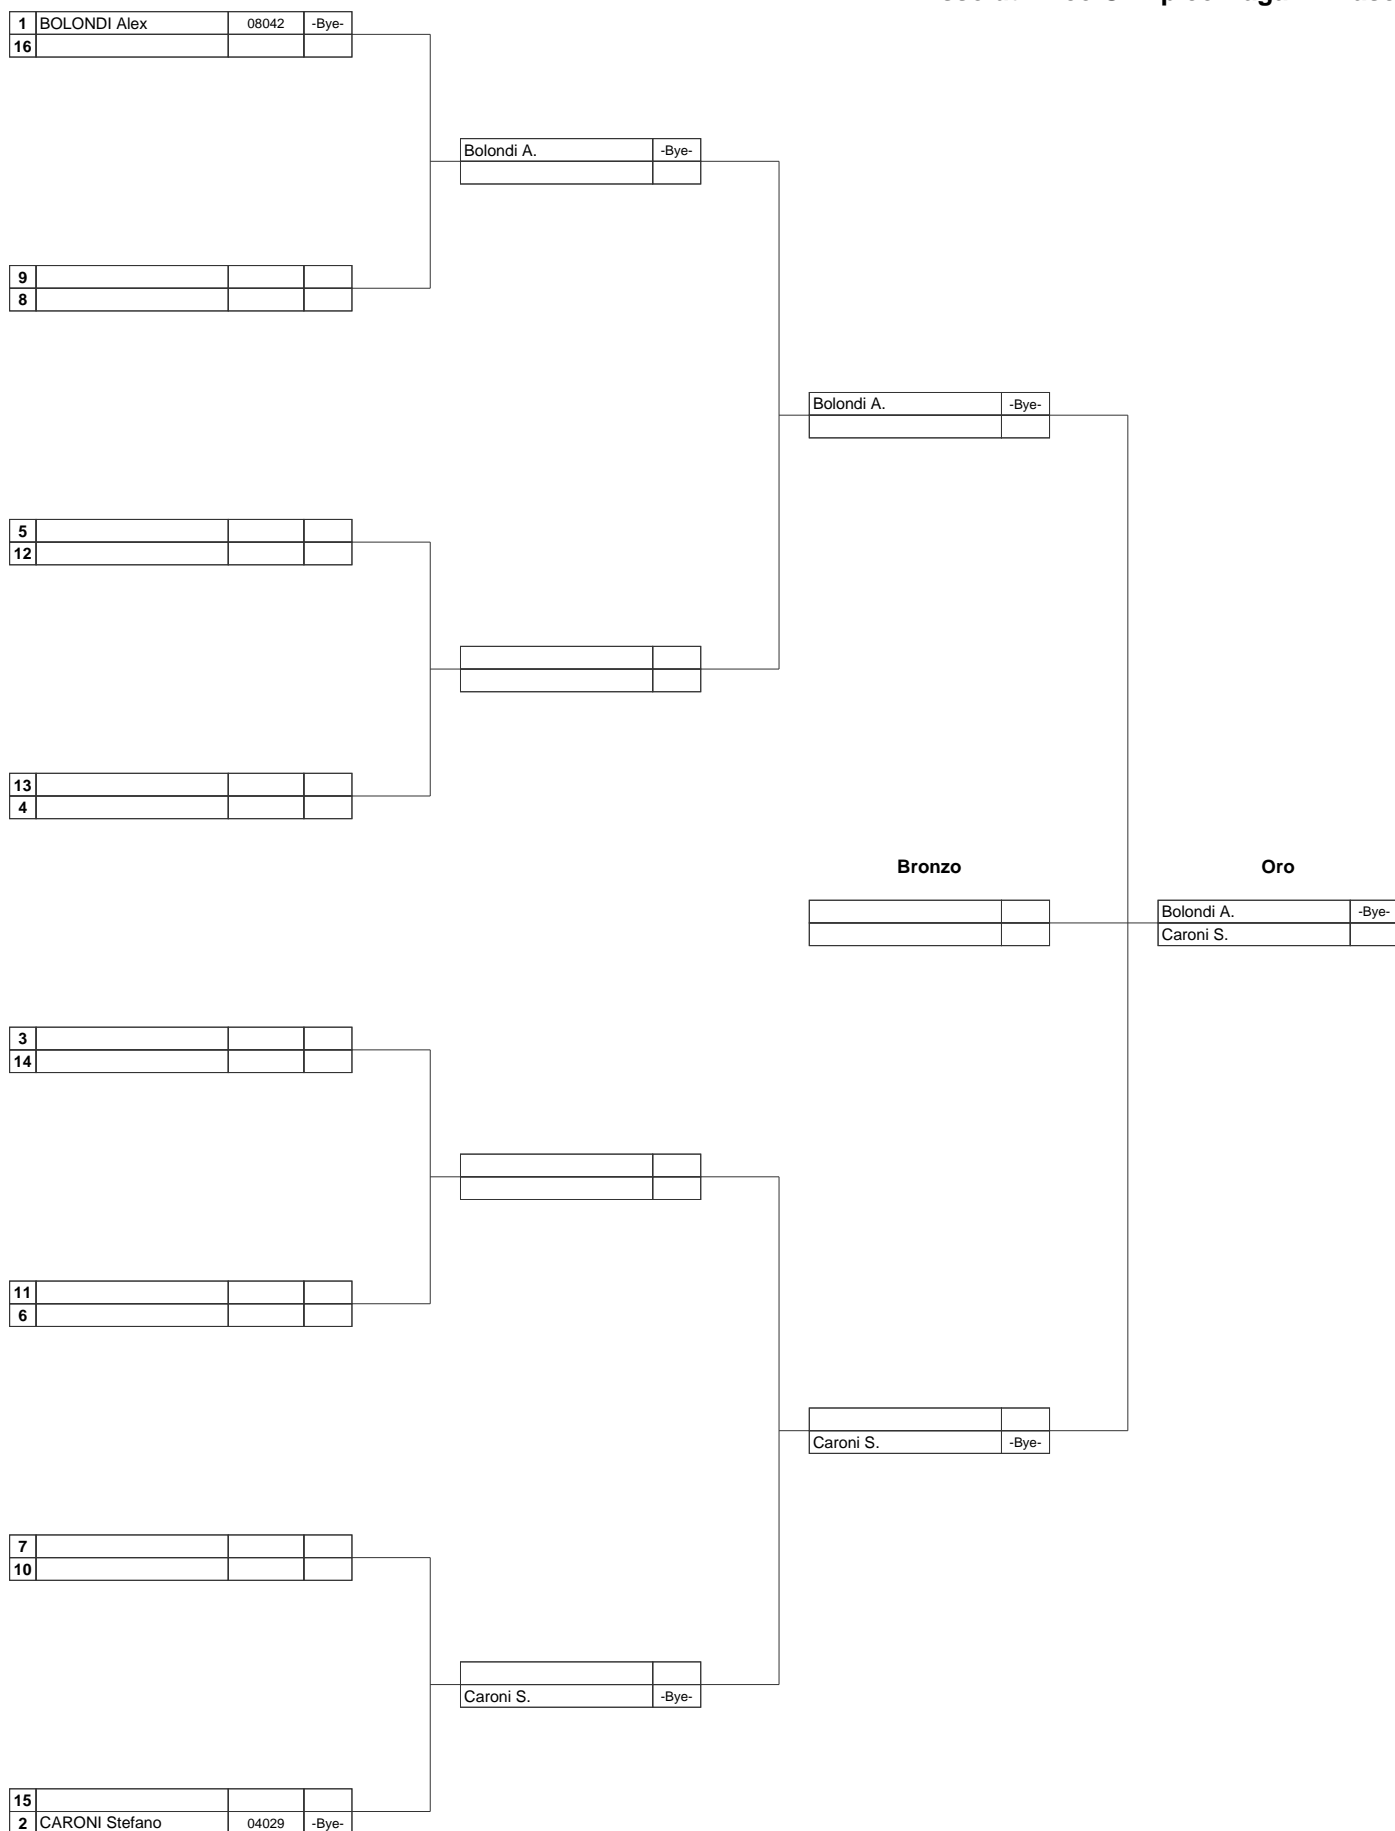 1 BOLONDI Alex 08042 -Bye-
16
Bolondi A. -Bye-
9
8
Bolondi A. -Bye-
5
12
13
4
Bronzo
Oro
Bolondi A. -Bye-
Caroni S.
3
14
11
6
Caroni S. -Bye-
7
10
Caroni S. -Bye-
15
2 CARONI Stefano 04029 -Bye-